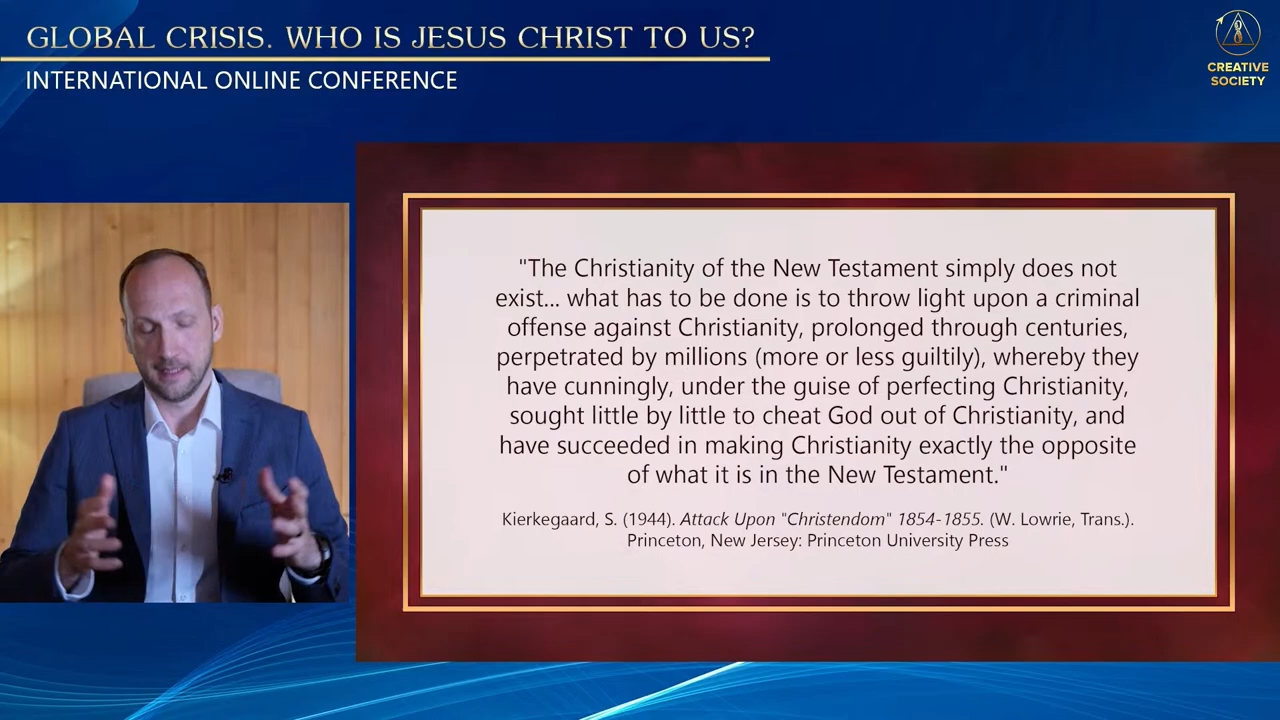 GLOBAL CRISIS. WHO IS JESUS CHRIST TO US?
INTERNATIONAL ONLINE CONFERENCE
CREATIVE
SOCIETY
"The Christianity of the New Testament simply does not
exist... what has to be done is to throw light upon a criminal
offense against Christianity, prolonged through centuries,
perpetrated by millions (more or less guiltily), whereby they
have cunningly, under the guise of perfecting Christianity,
sought little by little to cheat God out of Christianity, and
have succeeded in making Christianity exactly the opposite
of what it is in the New Testament."
Kierkegaard, S. (1944). Attack Upon "Christendom" 1854-1855. (W. Lowrie, Trans.).
Princeton, New Jersey: Princeton University Press